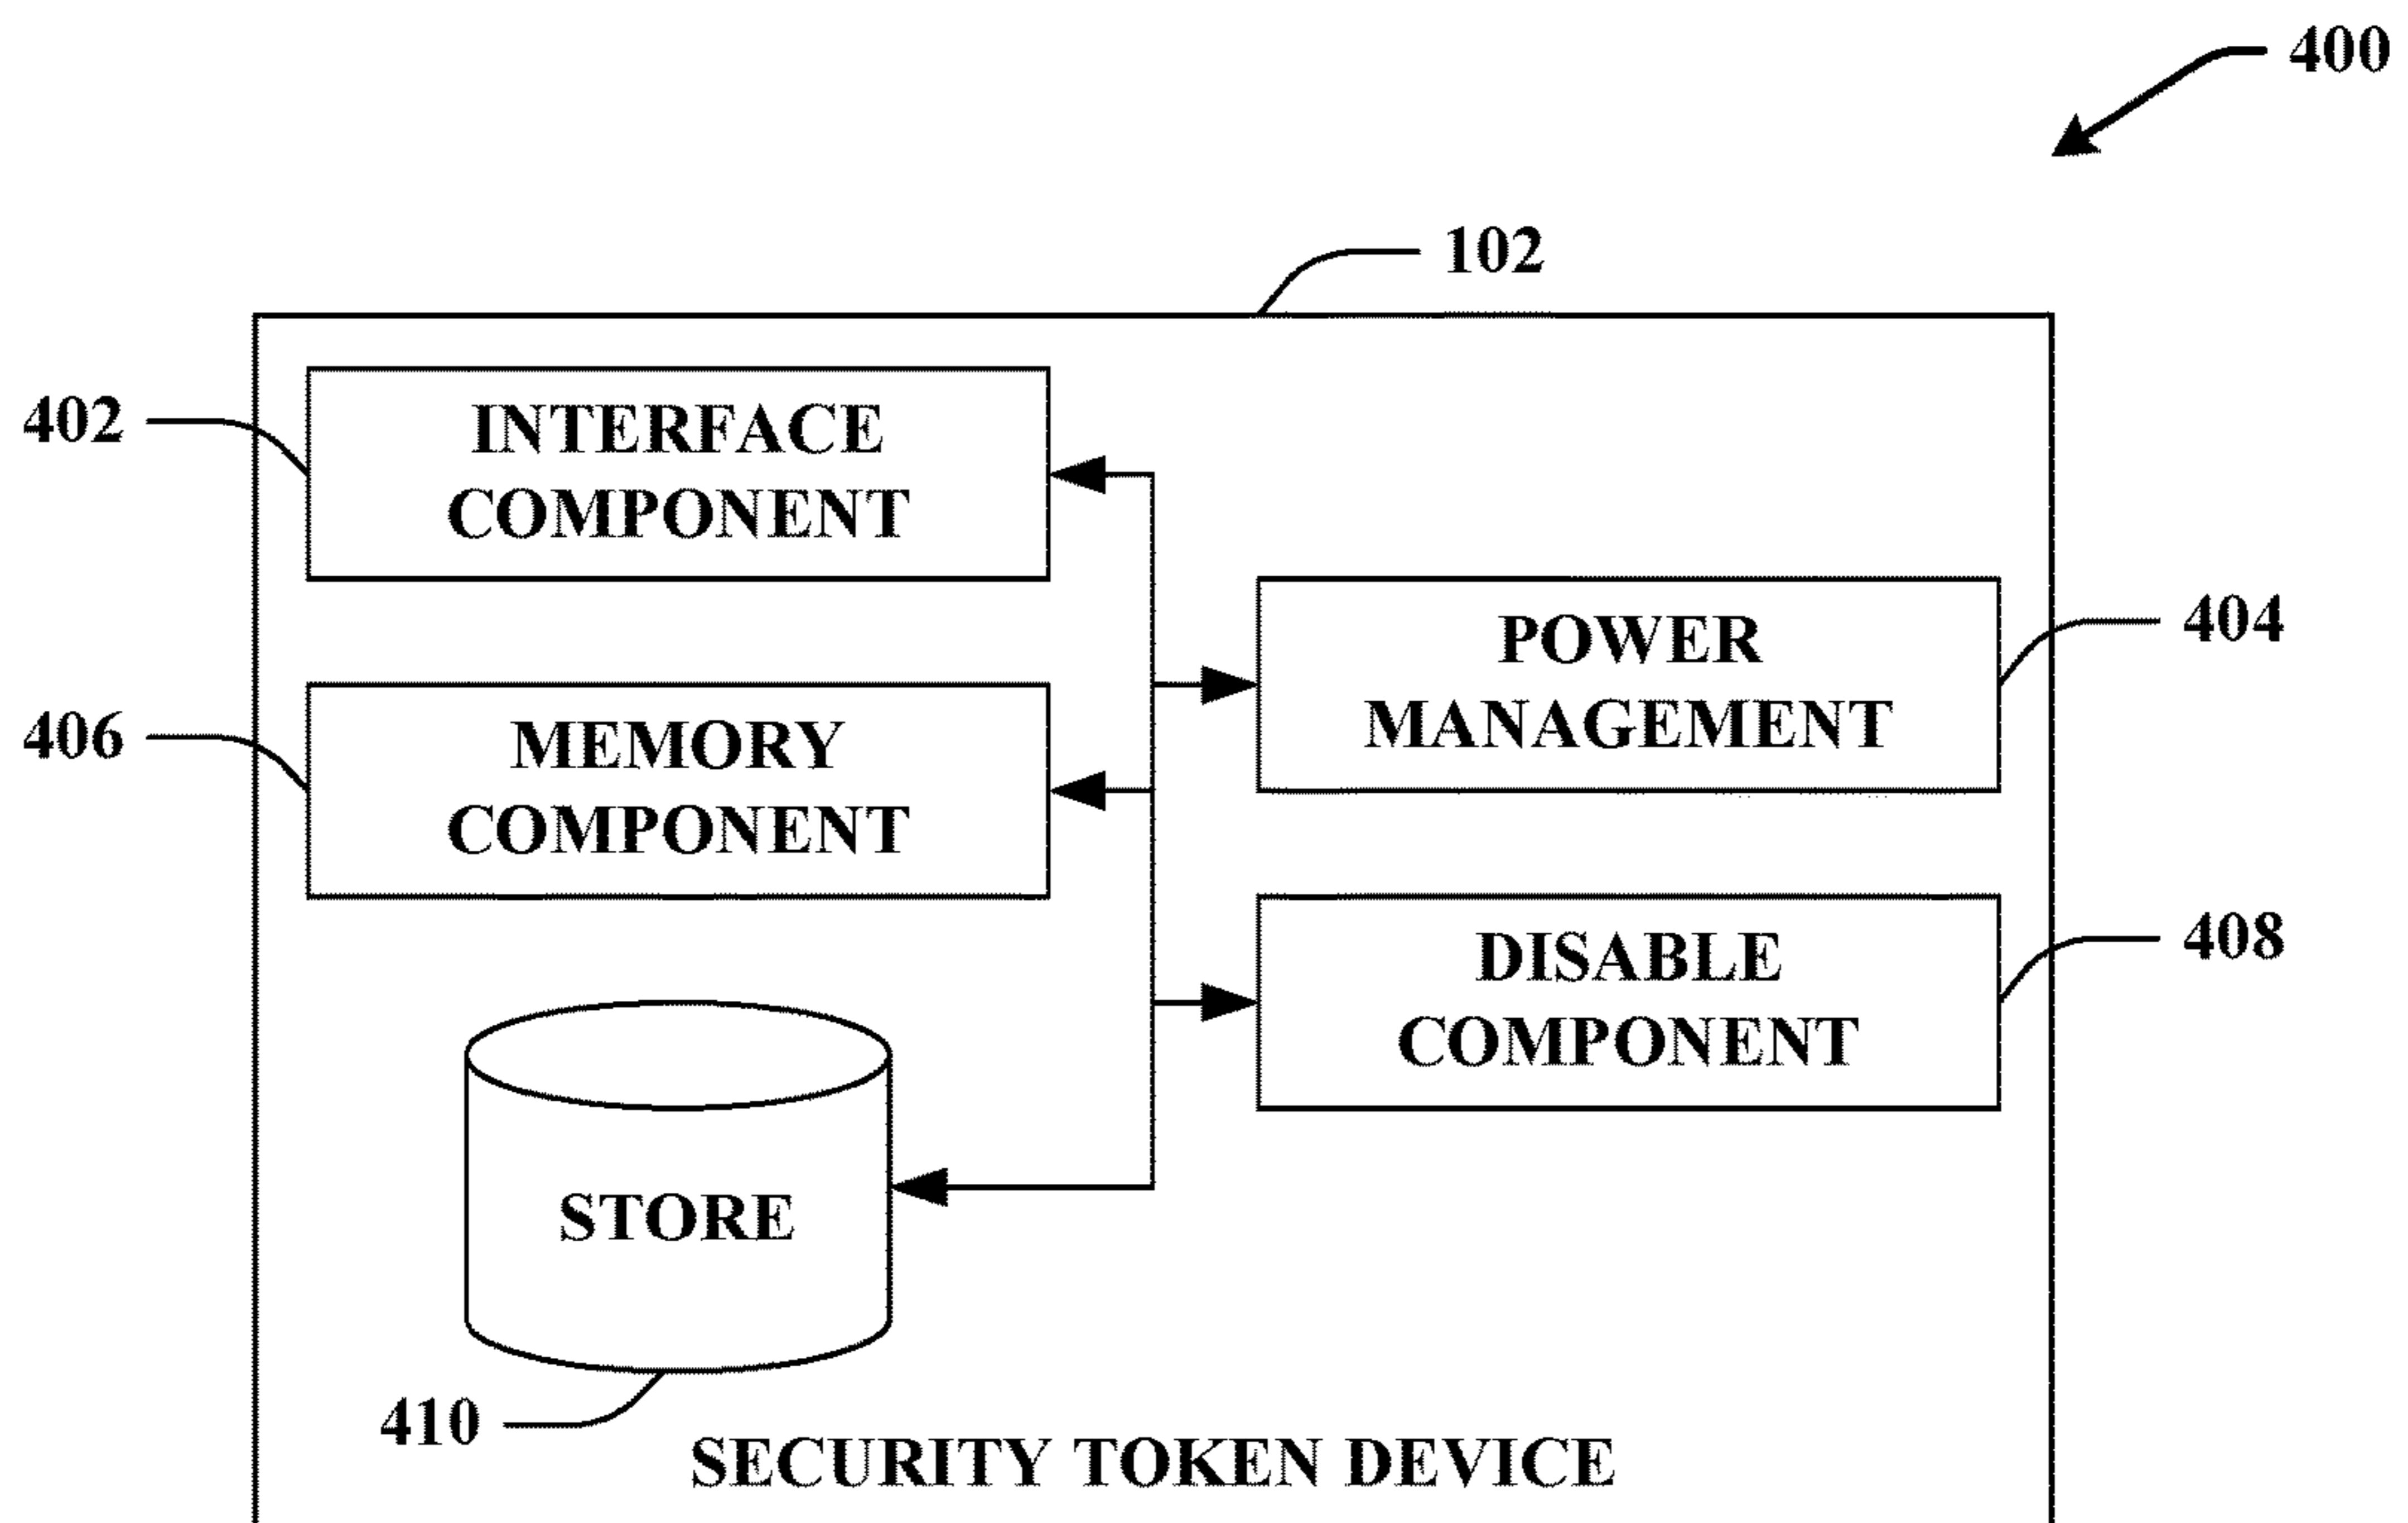 400
102
402
INTERFACE
COMPONENT
POWER
MANAGEMENT
404
406
MEMORY
COMPONENT
DISABLE
COMPONENT
408
STORE
410
SECURITY TOKEN DEVICE